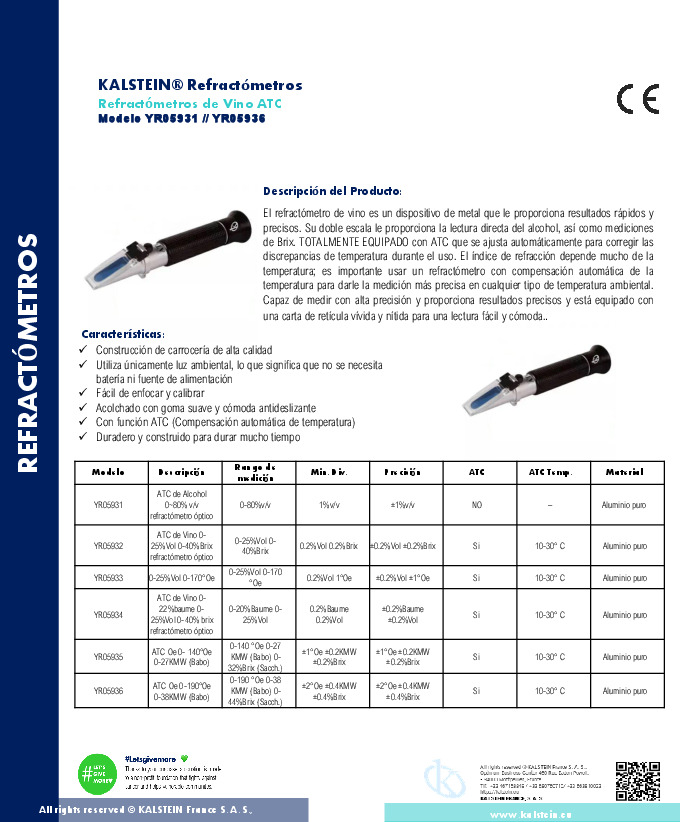 REFRACTÓMETROS
KALSTEIN® Refractómetros
Refractómetros de Vino ATC
Modelo YR05931 // YR05936
CE
Descripción del Producto:
El refractómetro de vino es un dispositivo de metal que le proporciona resultados rápidos y
precisos. Su doble escala le proporciona la lectura directa del alcohol, así como mediciones
de Brix. TOTALMENTE EQUIPADO con ATC que se ajusta automáticamente para corregir las
discrepancias de temperatura durante el uso. El índice de refracción depende mucho de la
temperatura; es importante usar un refractómetro con compensación automática de la
temperatura para darle la medición más precisa en cualquier tipo de temperatura ambiental.
Capaz de medir con alta precisión y proporciona resultados precisos y está equipado con
una carta de retícula vívida y nítida para una lectura fácil y cómoda..
Características:
✓ Construcción de carrocería de alta calidad
✓ Utiliza únicamente luz ambiental, lo que significa que no se necesita
batería ni fuente de alimentación
✓ Fácil de enfocar y calibrar
✓ Acolchado con goma suave y cómoda antideslizante
✓ Con función ATC (Compensación automática de temperatura)
✓ Duradero y construido para durar mucho tiempo
Modelo Descripción Rango de medición Min. Div. Precisión ATC ATC Temp. Material
YR05931 ATC de Alcohol 0~80% v/v refractómetro óptico 0-80%v/v 1%v/v ±1%v/v NO – Aluminio puro
YR05932 ATC de Vino 0-25%Vol 0-40%Brix refractómetro óptico 0-25%Vol 0-40%Brix 0.2%Vol 0.2%Brix ±0.2%Vol ±0.2%Brix Si 10-30° C Aluminio puro
YR05933 0-25%Vol 0-170°Oe 0-25%Vol 0-170 °Oe 0.2%Vol 1°Oe ±0.2%Vol ±1°Oe Si 10-30° C Aluminio puro
YR05934 ATC de Vino 0-22%baume 0-25%Vol 0-40% brix refractómetro óptico 0-20%Baume 0-25%Vol 0.2%Baume 0.2%Vol ±0.2%Baume ±0.2%Vol Si 10-30° C Aluminio puro
YR05935 ATC Oe 0- 140°Oe 0-27KMW (Babo) 0-140 °Oe 0-27 KMW (Babo) 0-32%Brix (Sacch.) ±1°Oe ±0.2KMW ±0.2%Brix ±1°Oe ±0.2KMW ±0.2%Brix Si 10-30° C Aluminio puro
YR05936 ATC Oe 0-190°Oe 0-38KMW (Babo) 0-190 °Oe 0-38 KMW (Babo) 0-44%Brix (Sacch.) ±2°Oe ±0.4KMW ±0.4%Brix ±2°Oe ±0.4KMW ±0.4%Brix Si 10-30° C Aluminio puro
#LET'S GIVE MORE
#Letsgivemore
All rights reserved © KALSTEIN France S. A. S.,
KALSTEIN FRANCE, S. A. S
All rights reserved © KALSTEIN France S. A. S.,
www.kalstein.eu